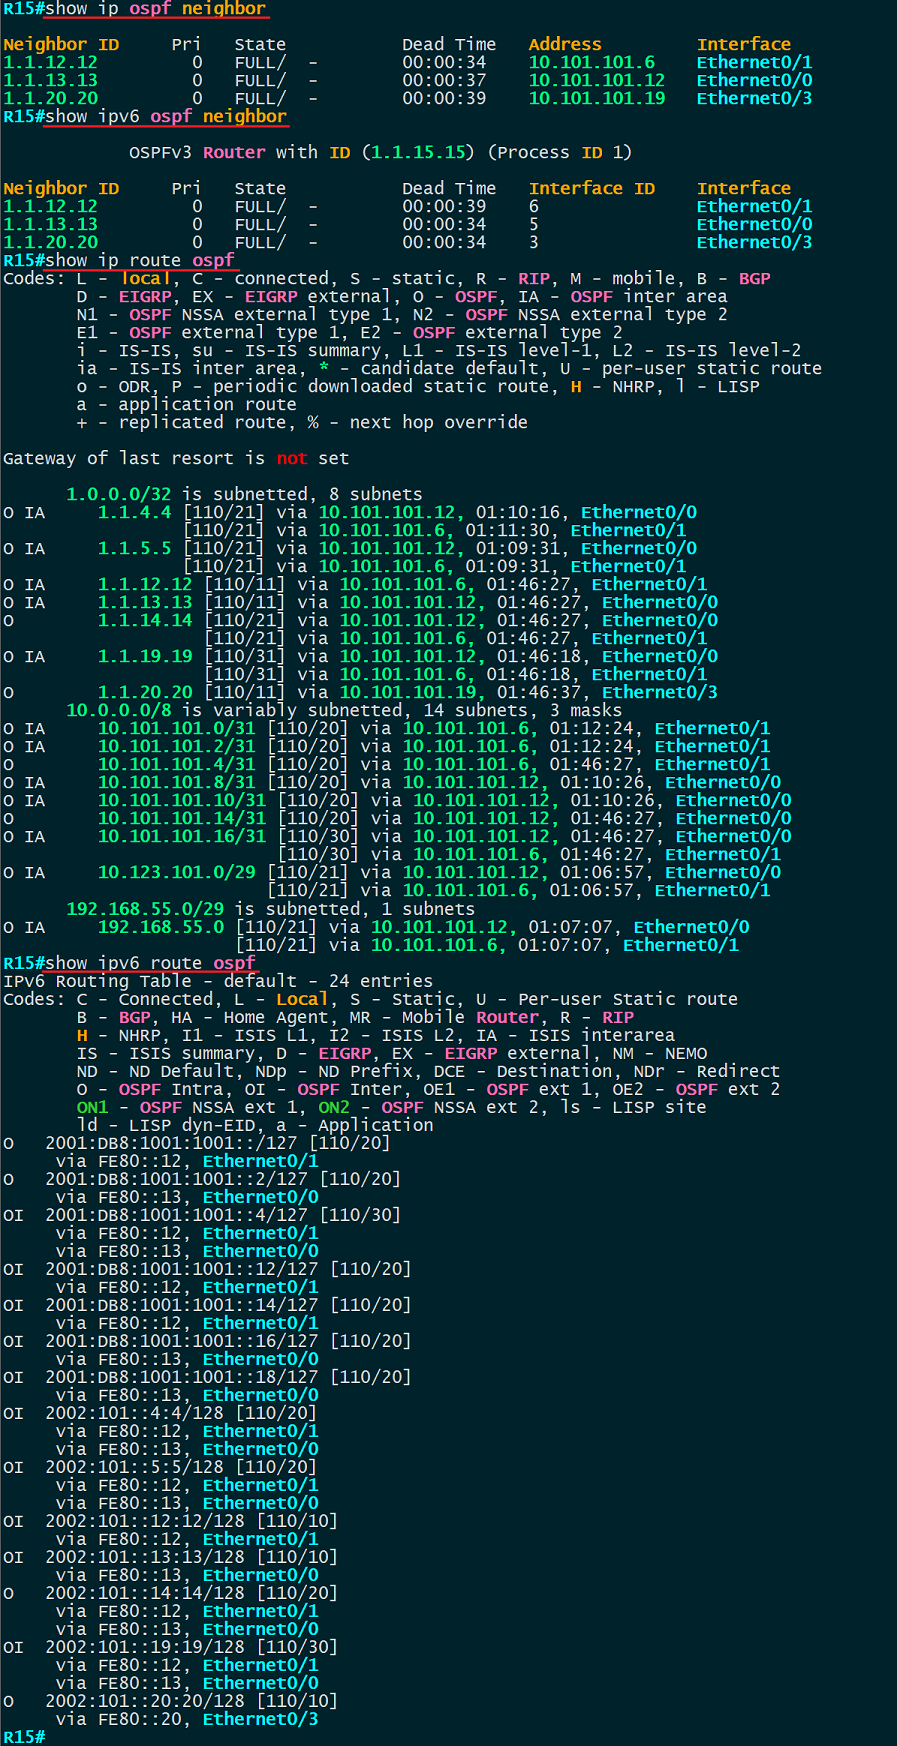 R15#show ip ospf neighbor
Neighbor ID     Pri   State           Dead Time   Address         Interface
1.1.12.12         0   FULL/  -        00:00:34    10.101.101.6    Ethernet0/1
1.1.13.13         0   FULL/  -        00:00:37    10.101.101.12   Ethernet0/0
1.1.20.20         0   FULL/  -        00:00:39    10.101.101.19   Ethernet0/3
R15#show ipv6 ospf neighbor
            OSPFv3 Router with ID (1.1.15.15) (Process ID 1)
Neighbor ID     Pri   State           Dead Time   Interface ID    Interface
1.1.12.12         0   FULL/  -        00:00:39    6               Ethernet0/1
1.1.13.13         0   FULL/  -        00:00:34    5               Ethernet0/0
1.1.20.20         0   FULL/  -        00:00:34    3               Ethernet0/3
R15#show ip route ospf
Codes: L - local, C - connected, S - static, R - RIP, M - mobile, B - BGP
       D - EIGRP, EX - EIGRP external, O - OSPF, IA - OSPF inter area
       N1 - OSPF NSSA external type 1, N2 - OSPF NSSA external type 2
       E1 - OSPF external type 1, E2 - OSPF external type 2
       i - IS-IS, su - IS-IS summary, L1 - IS-IS level-1, L2 - IS-IS level-2
       ia - IS-IS inter area, * - candidate default, U - per-user static route
       o - ODR, P - periodic downloaded static route, H - NHRP, l - LISP
       a - application route
       + - replicated route, % - next hop override
Gateway of last resort is not set
      1.0.0.0/32 is subnetted, 8 subnets
O IA     1.1.4.4 [110/21] via 10.101.101.12, 01:10:16, Ethernet0/0
                 [110/21] via 10.101.101.6, 01:11:30, Ethernet0/1
O IA     1.1.5.5 [110/21] via 10.101.101.12, 01:09:31, Ethernet0/0
                 [110/21] via 10.101.101.6, 01:09:31, Ethernet0/1
O IA     1.1.12.12 [110/11] via 10.101.101.6, 01:46:27, Ethernet0/1
O IA     1.1.13.13 [110/11] via 10.101.101.12, 01:46:27, Ethernet0/0
O        1.1.14.14 [110/21] via 10.101.101.12, 01:46:27, Ethernet0/0
                   [110/21] via 10.101.101.6, 01:46:27, Ethernet0/1
O IA     1.1.19.19 [110/31] via 10.101.101.12, 01:46:18, Ethernet0/0
                   [110/31] via 10.101.101.6, 01:46:18, Ethernet0/1
O        1.1.20.20 [110/11] via 10.101.101.19, 01:46:37, Ethernet0/3
      10.0.0.0/8 is variably subnetted, 14 subnets, 3 masks
O IA     10.101.101.0/31 [110/20] via 10.101.101.6, 01:12:24, Ethernet0/1
O IA     10.101.101.2/31 [110/20] via 10.101.101.6, 01:12:24, Ethernet0/1
O        10.101.101.4/31 [110/20] via 10.101.101.6, 01:46:27, Ethernet0/1
O IA     10.101.101.8/31 [110/20] via 10.101.101.12, 01:10:26, Ethernet0/0
O IA     10.101.101.10/31 [110/20] via 10.101.101.12, 01:10:26, Ethernet0/0
O        10.101.101.14/31 [110/20] via 10.101.101.12, 01:46:27, Ethernet0/0
O IA     10.101.101.16/31 [110/30] via 10.101.101.12, 01:46:27, Ethernet0/0
                          [110/30] via 10.101.101.6, 01:46:27, Ethernet0/1
O IA     10.123.101.0/29 [110/21] via 10.101.101.12, 01:06:57, Ethernet0/0
                         [110/21] via 10.101.101.6, 01:06:57, Ethernet0/1
      192.168.55.0/29 is subnetted, 1 subnets
O IA     192.168.55.0 [110/21] via 10.101.101.12, 01:07:07, Ethernet0/0
                      [110/21] via 10.101.101.6, 01:07:07, Ethernet0/1
R15#show ipv6 route ospf
IPv6 Routing Table - default - 24 entries
Codes: C - Connected, L - Local, S - Static, U - Per-user Static route
       B - BGP, HA - Home Agent, MR - Mobile Router, R - RIP
       H - NHRP, I1 - ISIS L1, I2 - ISIS L2, IA - ISIS interarea
       IS - ISIS summary, D - EIGRP, EX - EIGRP external, NM - NEMO
       ND - ND Default, NDp - ND Prefix, DCE - Destination, NDr - Redirect
       O - OSPF Intra, OI - OSPF Inter, OE1 - OSPF ext 1, OE2 - OSPF ext 2
       ON1 - OSPF NSSA ext 1, ON2 - OSPF NSSA ext 2, ls - LISP site
       ld - LISP dyn-EID, a - Application
O   2001:DB8:1001:1001::/127 [110/20]
     via FE80::12, Ethernet0/1
O   2001:DB8:1001:1001::2/127 [110/20]
     via FE80::13, Ethernet0/0
OI  2001:DB8:1001:1001::4/127 [110/30]
     via FE80::12, Ethernet0/1
     via FE80::13, Ethernet0/0
OI  2001:DB8:1001:1001::12/127 [110/20]
     via FE80::12, Ethernet0/1
OI  2001:DB8:1001:1001::14/127 [110/20]
     via FE80::12, Ethernet0/1
OI  2001:DB8:1001:1001::16/127 [110/20]
     via FE80::13, Ethernet0/0
OI  2001:DB8:1001:1001::18/127 [110/20]
     via FE80::13, Ethernet0/0
OI  2002:101::4:4/128 [110/20]
     via FE80::12, Ethernet0/1
     via FE80::13, Ethernet0/0
OI  2002:101::5:5/128 [110/20]
     via FE80::12, Ethernet0/1
     via FE80::13, Ethernet0/0
OI  2002:101::12:12/128 [110/10]
     via FE80::12, Ethernet0/1
OI  2002:101::13:13/128 [110/10]
     via FE80::13, Ethernet0/0
O   2002:101::14:14/128 [110/20]
     via FE80::12, Ethernet0/1
     via FE80::13, Ethernet0/0
OI  2002:101::19:19/128 [110/30]
     via FE80::12, Ethernet0/1
     via FE80::13, Ethernet0/0
O   2002:101::20:20/128 [110/10]
     via FE80::20, Ethernet0/3
R15#